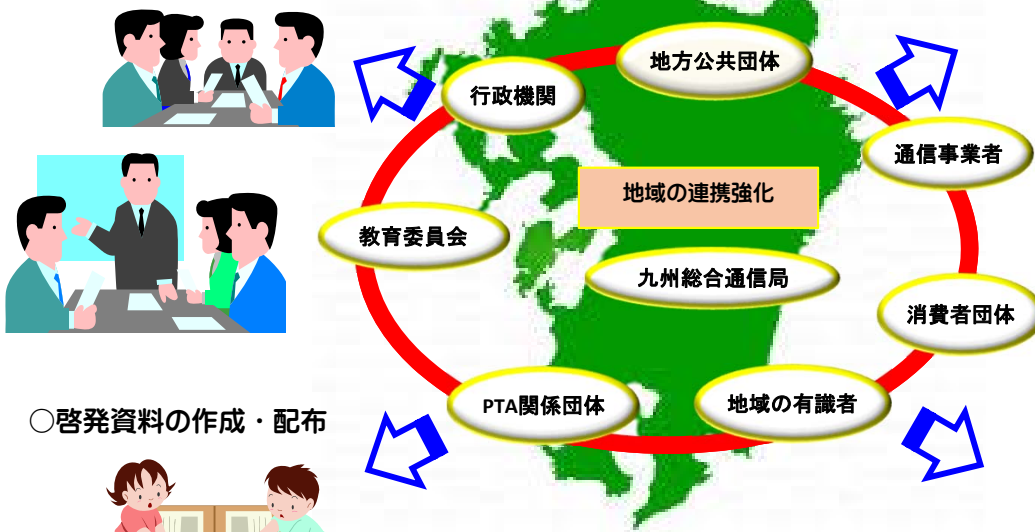 地方公共団体
行政機関
通信事業者
地域の連携強化
教育委員会
九州総合通信局
消費者団体
PTA関係団体
地域の有識者
○啓発資料の作成・配布